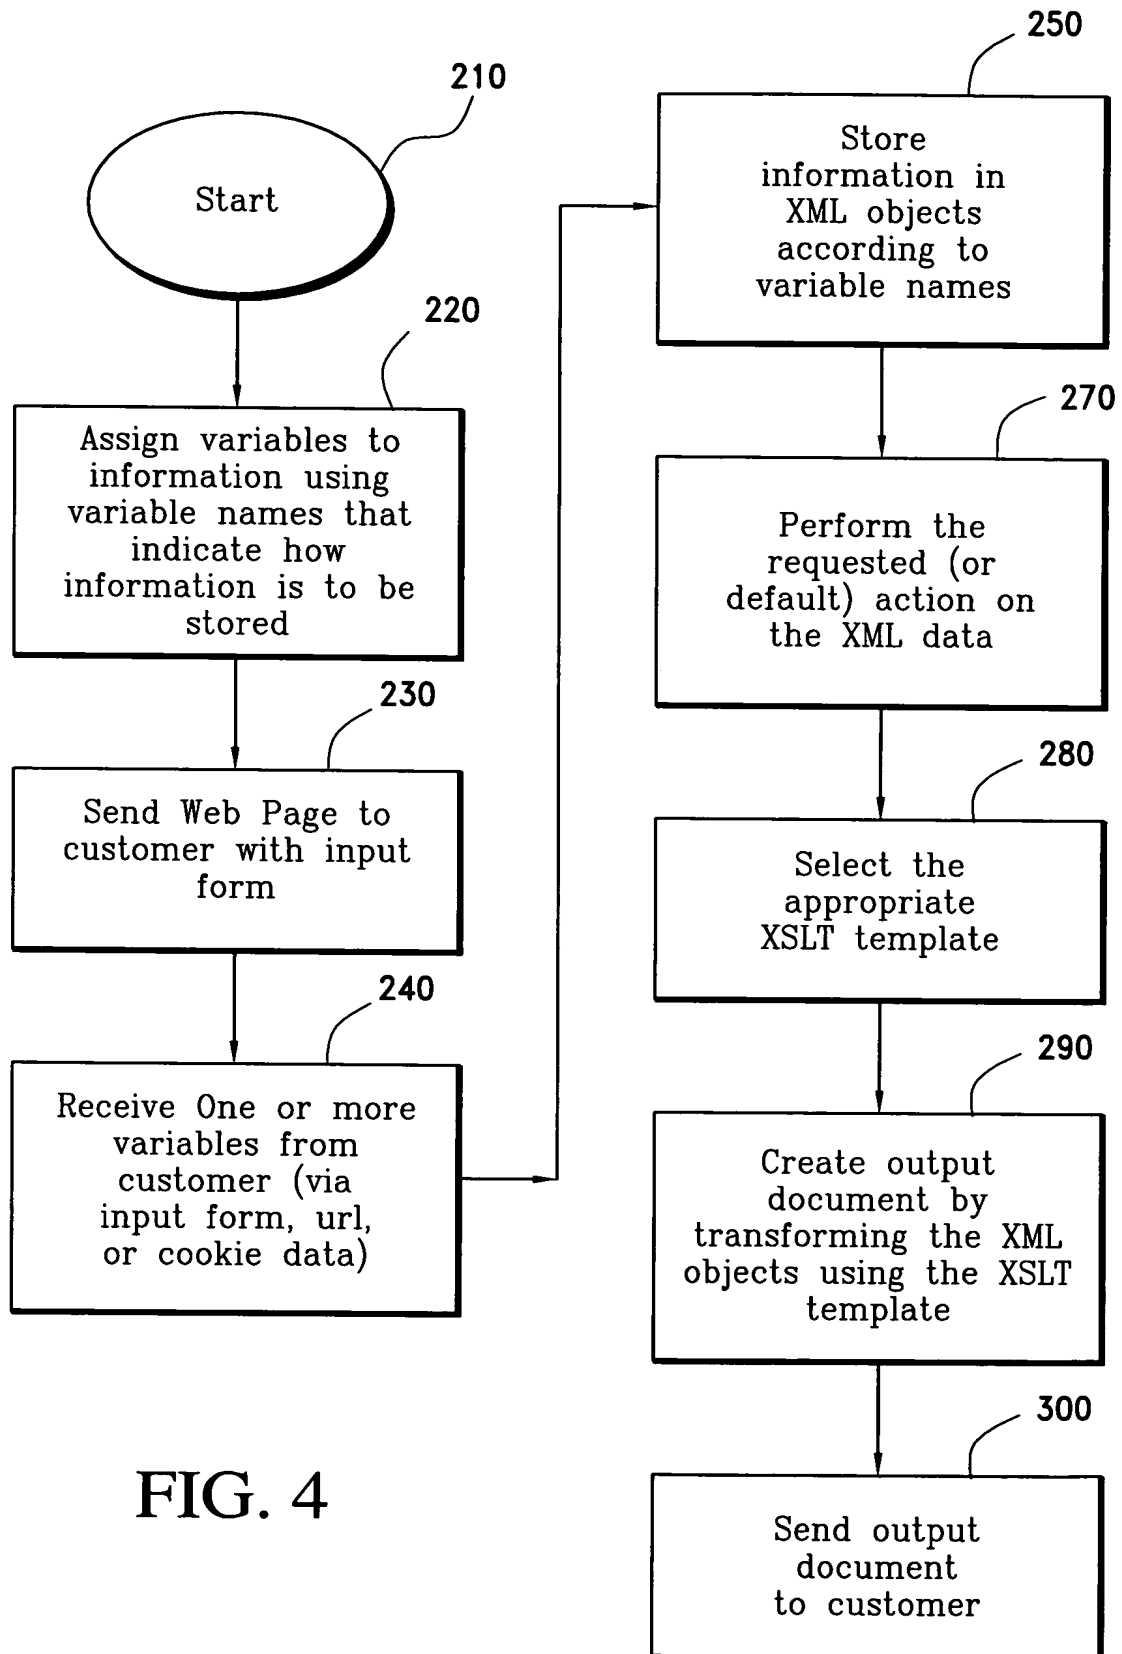 210
Start
220
Assign variables to
information using
variable names that
indicate how
information is to be
stored
230
Send Web Page to
customer with input
form
240
Receive One or more
variables from
customer (via
input form, url,
or cookie data)
250
Store
information in
XML objects
according to
variable names
270
Perform the
requested (or
default) action on
the XML data
280
Select the
appropriate
XSLT template
290
Create output
document by
transforming the XML
objects using the XSLT
template
300
Send output
document
to customer
FIG. 4